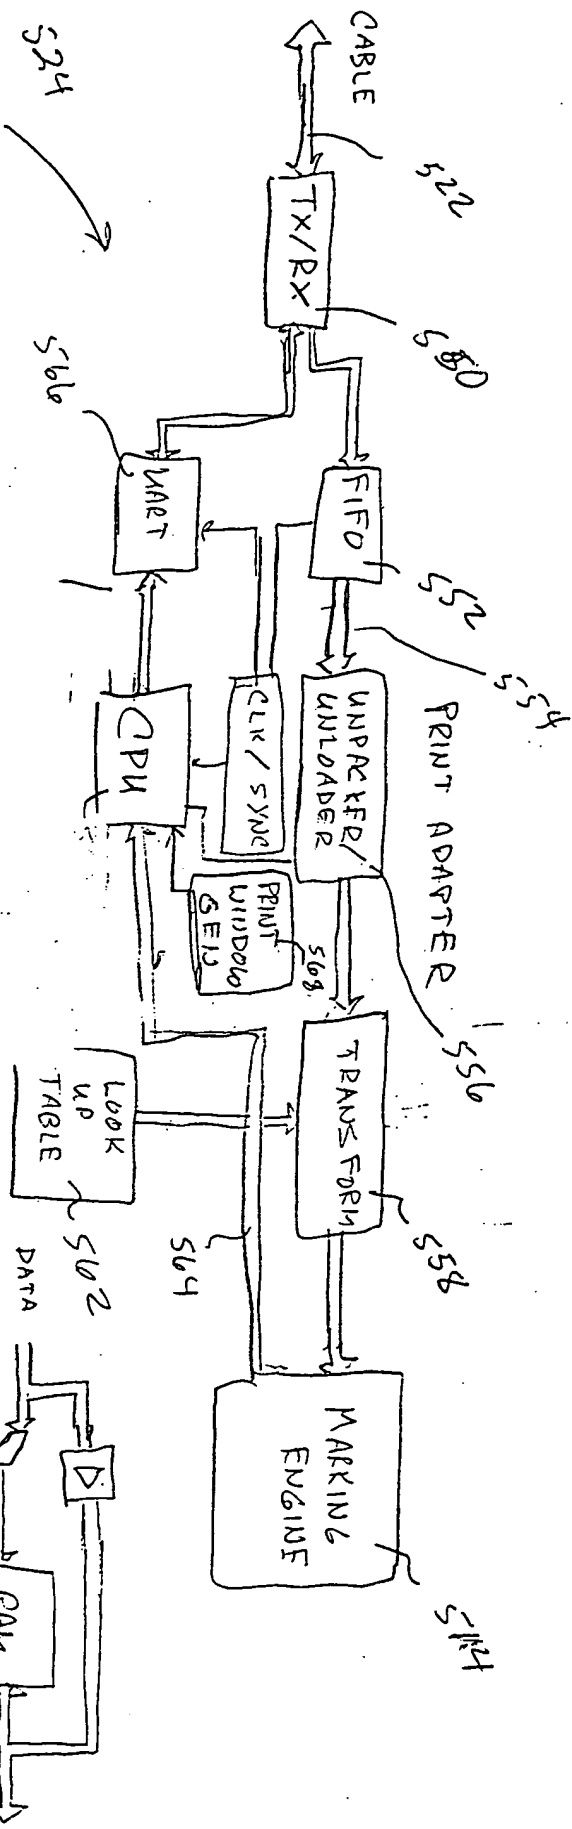 524
CABLE
522
TX/RX
550
566
UART
FIFO
552
554
PRINT ADAPTER
CPU
CLK/SYNC
UNPACKER/
UNLOADER
556
PRINT
WINDOW
GEN
568
TRANSFORM
558
LOOK
UP
TABLE
562
564
MARKING
ENGINE
514
DATA
D